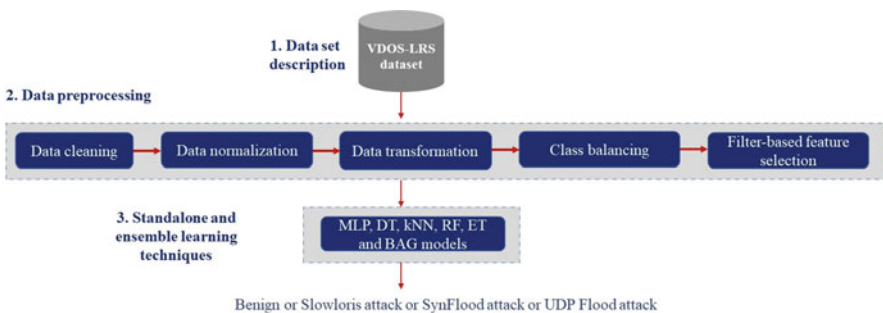 1. Data set
description
VDOS-LRS
dataset
2. Data preprocessing
Data cleaning
Data normalization
Data transformation
Class balancing
Filter-based feature
selection
3. Standalone and
ensemble learning
techniques
MLP, DT, kNN, RF, ET
and BAG models
Benign or Slowloris attack or SynFlood attack or UDP Flood attack